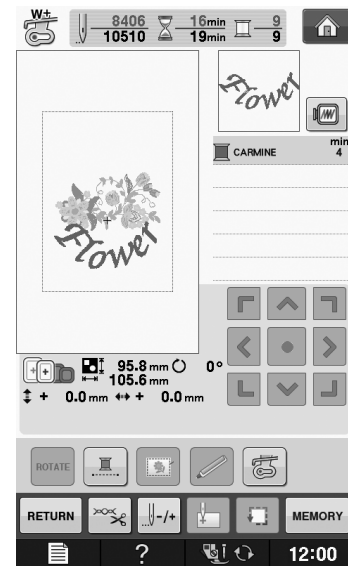 W+
8406 16min 9
10510 19min 9
Flower
min
CARMINE 4
Flower
95.8 mm 0°
105.6 mm
+ 0.0 mm + 0.0 mm
ROTATE
RETURN -/+ MEMORY
? 12:00